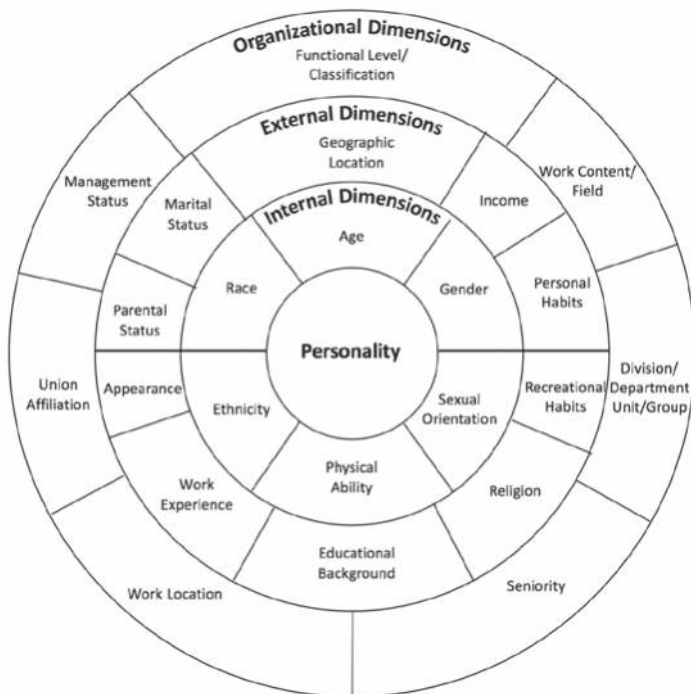 Organizational Dimensions
Functional Level/
Classification
External Dimensions
Geographic
Location
Internal Dimensions
Age
Management
Status
Marital
Status
Income
Work Content/
Field
Race
Gender
Personal
Habits
Parental
Status
Personality
Union
Affiliation
Appearance
Ethnicity
Sexual
Orientation
Recreational
Habits
Division/
Department
Unit/Group
Physical
Ability
Work
Experience
Religion
Educational
Background
Work Location
Seniority